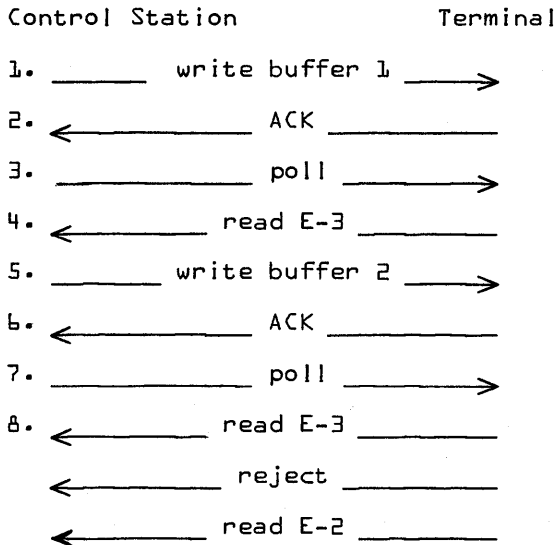 Control Station Terminal
1. write buffer 1
2. ACK
3. poll
4. read E-3
5. write buffer 2
6. ACK
7. poll
8. read E-3
reject
read E-2